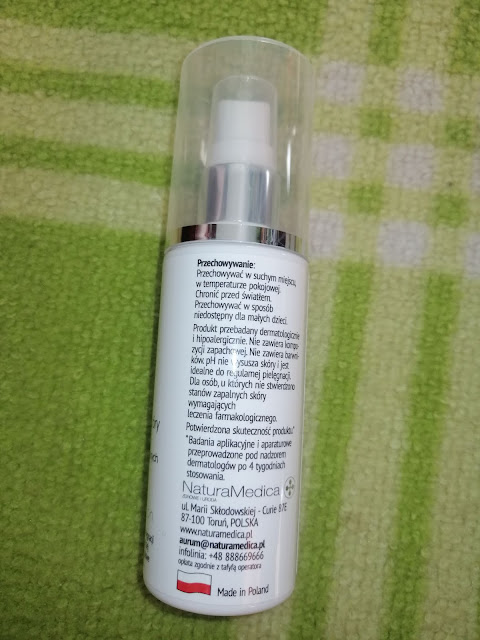 Przechowywanie:
Przechowywać w suchym miejscu,
w temperaturze pokojowej.
Chronić przed światłem.
Przechowywać w sposób
niedostępny dla małych dzieci.
Produkt przebadany dermatologicznie
i hipoalergicznie. Nie zawiera kompo-
zycji zapachowej. Nie zawiera barwni-
ków. pH nie wysusza skóry i jest
idealne do regularnej pielęgnacji.
Dla osób, u których nie stwierdzono
stanów zapalnych skóry
wymagających
leczenia farmakologicznego.
Potwierdzona skuteczność produktu*
*Badania aplikacyjne i aparaturowe
przeprowadzone pod nadzorem
dermatologów po 4 tygodniach
stosowania.
NaturaMedica
ZDROWIE i URODA
ul. Marii Skłodowskiej - Curie 87E
87-100 Toruń, POLSKA
www.naturamedica.pl
aurum@naturamedica.pl
infolinia: +48 888669666
opłata zgodnie z tafyfą operatora
Made in Poland